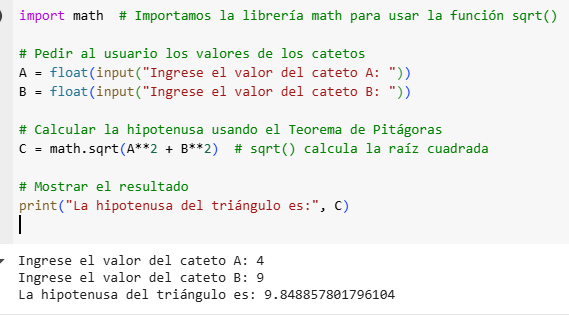 import math  # Importamos la librería math para usar la función sqrt()
# Pedir al usuario los valores de los catetos
A = float(input("Ingrese el valor del cateto A: "))
B = float(input("Ingrese el valor del cateto B: "))
# Calcular la hipotenusa usando el Teorema de Pitágoras
C = math.sqrt(A**2 + B**2)  # sqrt() calcula la raíz cuadrada
# Mostrar el resultado
print("La hipotenusa del triángulo es:", C)
Ingrese el valor del cateto A: 4
Ingrese el valor del cateto B: 9
La hipotenusa del triángulo es: 9.848857801796104